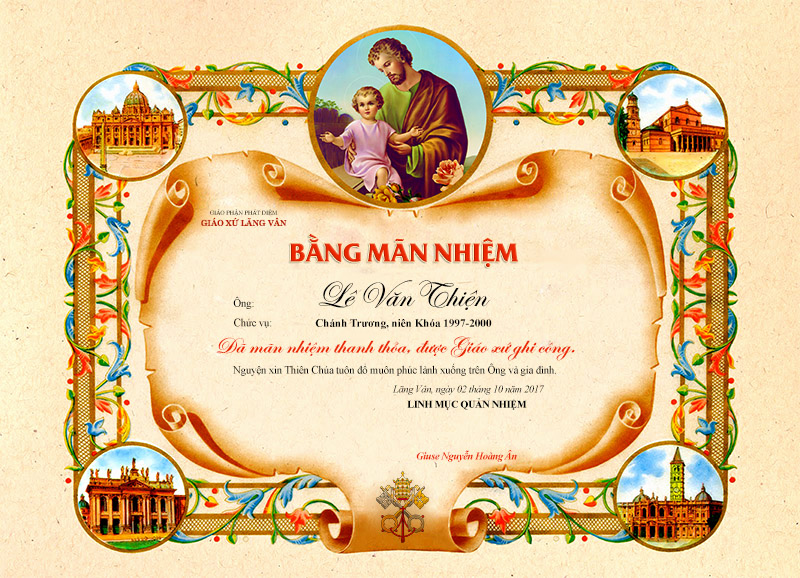 GIÁO PHẬN PHÁT DIỆM
GIÁO XỨ LÃNG VÂN
BẰNG MÃN NHIỆM
Ông: Lê Văn Thiện
Chức vụ: Chánh Trương, niên Khóa 1997-2000
Đã mãn nhiệm thanh thỏa, được Giáo xứ ghi công.
Nguyện xin Thiên Chúa tuôn đổ muôn phúc lành xuống trên Ông và gia đình.
Lãng Vân, ngày 02 tháng 10 năm 2017
LINH MỤC QUẢN NHIỆM
Giuse Nguyễn Hoàng Ân